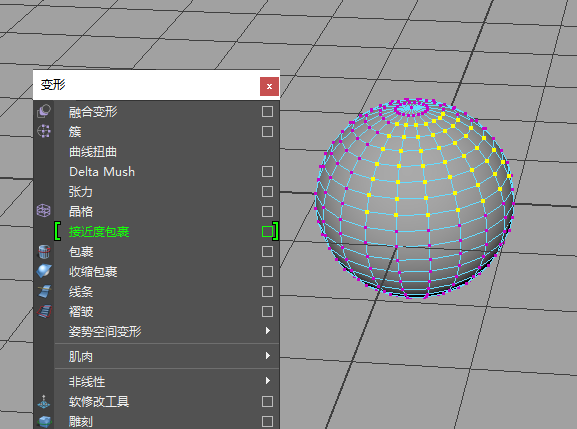 变形
融合变形
簇
曲线扭曲
Delta Mush
张力
晶格
接近度包裹
包裹
收缩包裹
线条
褶皱
姿势空间变形
肌肉
非线性
软修改工具
雕刻